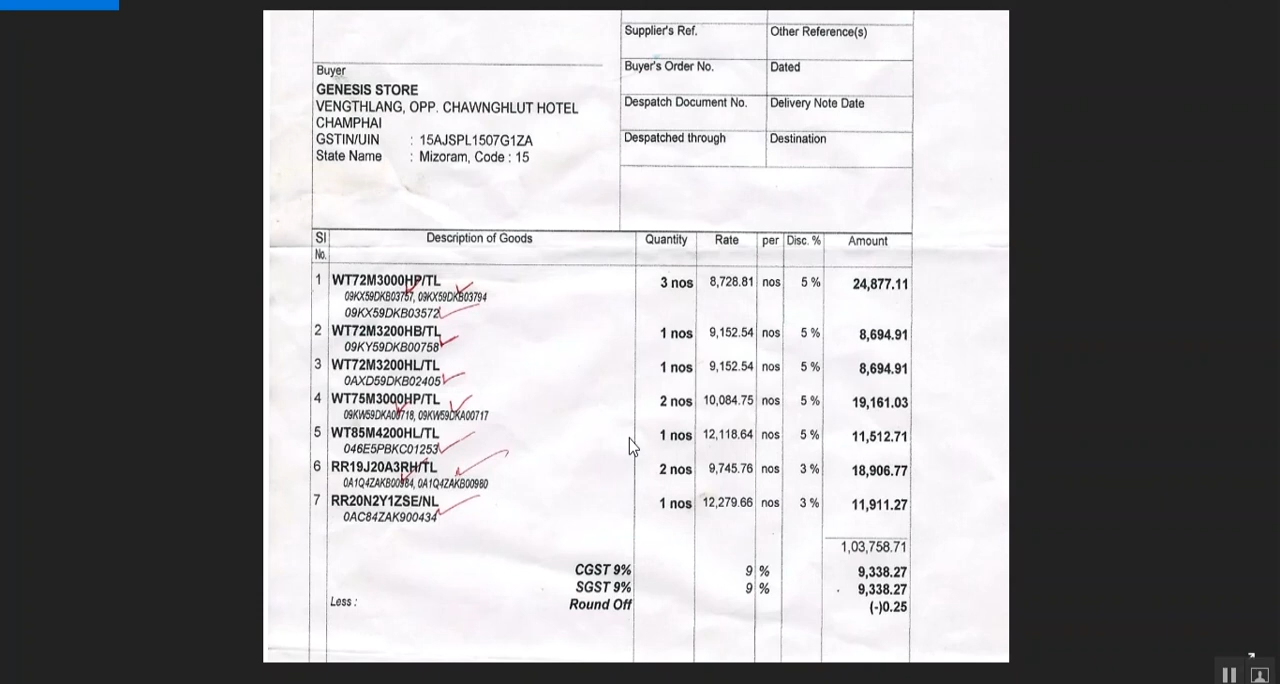 Supplier's Ref. Other Reference(s)
Buyer's Order No. Dated
Despatch Document No. Delivery Note Date
Despatched through Destination
Buyer
GENESIS STORE
VENGTHLANG, OPP. CHAWNGHLUT HOTEL
CHAMPHAI
GSTIN/UIN : 15AJSPL1507G1ZA
State Name : Mizoram, Code : 15
Sl No. Description of Goods Quantity Rate per Disc. % Amount
1 WT72M3000HP/TL 3 nos 8,728.81 nos 5 % 24,877.11
09KX59DKB03757, 09KX59DKB03794
09KX59DKB03572
2 WT72M3200HB/TL 1 nos 9,152.54 nos 5 % 8,694.91
09KY59DKB00758
3 WT72M3200HL/TL 1 nos 9,152.54 nos 5 % 8,694.91
0AXD59DKB02405
4 WT75M3000HP/TL 2 nos 10,084.75 nos 5 % 19,161.03
09KW59DKA00718, 09KW59DKA00717
5 WT85M4200HL/TL 1 nos 12,118.64 nos 5 % 11,512.71
046E5PBKC01253
6 RR19J20A3RH/TL 2 nos 9,745.76 nos 3 % 18,906.77
0A1Q4ZAKB00984, 0A1Q4ZAKB00980
7 RR20N2Y1ZSE/NL 1 nos 12,279.66 nos 3 % 11,911.27
0AC84ZAK900434
1,03,758.71
CGST 9% 9 % 9,338.27
SGST 9% 9 % 9,338.27
Less : Round Off (-)0.25